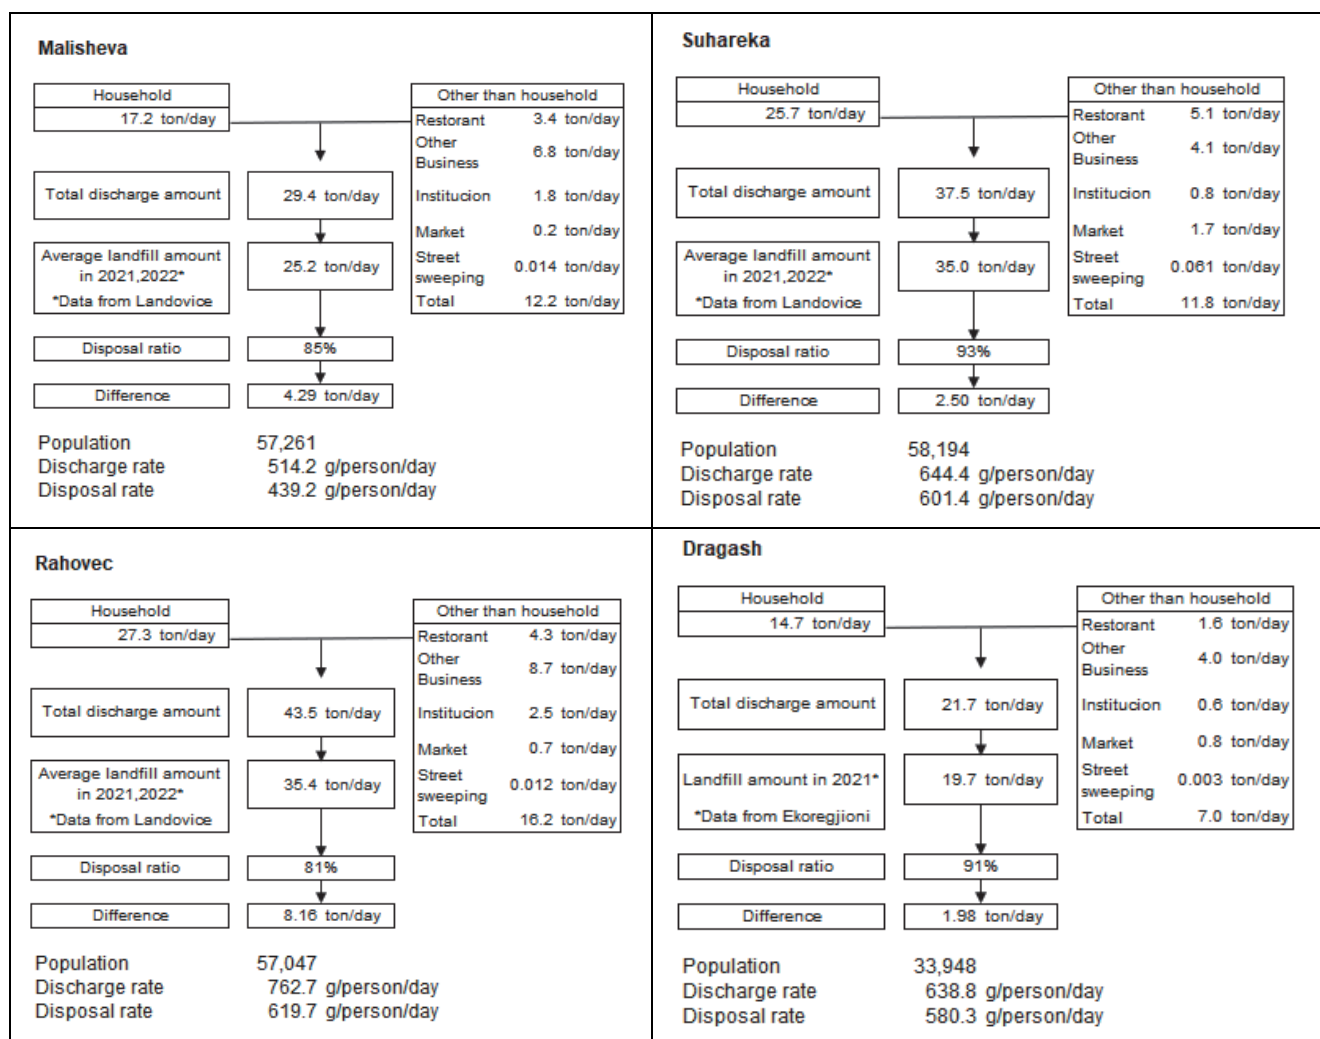 Malisheva
Household
17.2 ton/day
Other than household
Restorant 3.4 ton/day
Other
Business 6.8 ton/day
Institucion 1.8 ton/day
Market 0.2 ton/day
Street
sweeping 0.014 ton/day
Total 12.2 ton/day
Total discharge amount
29.4 ton/day
Average landfill amount
in 2021,2022*
*Data from Landovice
25.2 ton/day
Disposal ratio
85%
Difference
4.29 ton/day
Population 57,261
Discharge rate 514.2 g/person/day
Disposal rate 439.2 g/person/day
Suhareka
Household
25.7 ton/day
Other than household
Restorant 5.1 ton/day
Other
Business 4.1 ton/day
Institucion 0.8 ton/day
Market 1.7 ton/day
Street
sweeping 0.061 ton/day
Total 11.8 ton/day
Total discharge amount
37.5 ton/day
Average landfill amount
in 2021,2022*
*Data from Landovice
35.0 ton/day
Disposal ratio
93%
Difference
2.50 ton/day
Population 58,194
Discharge rate 644.4 g/person/day
Disposal rate 601.4 g/person/day
Rahovec
Household
27.3 ton/day
Other than household
Restorant 4.3 ton/day
Other
Business 8.7 ton/day
Institucion 2.5 ton/day
Market 0.7 ton/day
Street
sweeping 0.012 ton/day
Total 16.2 ton/day
Total discharge amount
43.5 ton/day
Average landfill amount
in 2021,2022*
*Data from Landovice
35.4 ton/day
Disposal ratio
81%
Difference
8.16 ton/day
Population 57,047
Discharge rate 762.7 g/person/day
Disposal rate 619.7 g/person/day
Dragash
Household
14.7 ton/day
Other than household
Restorant 1.6 ton/day
Other
Business 4.0 ton/day
Institucion 0.6 ton/day
Market 0.8 ton/day
Street
sweeping 0.003 ton/day
Total 7.0 ton/day
Total discharge amount
21.7 ton/day
Landfill amount in 2021*
*Data from Ekoregjioni
19.7 ton/day
Disposal ratio
91%
Difference
1.98 ton/day
Population 33,948
Discharge rate 638.8 g/person/day
Disposal rate 580.3 g/person/day